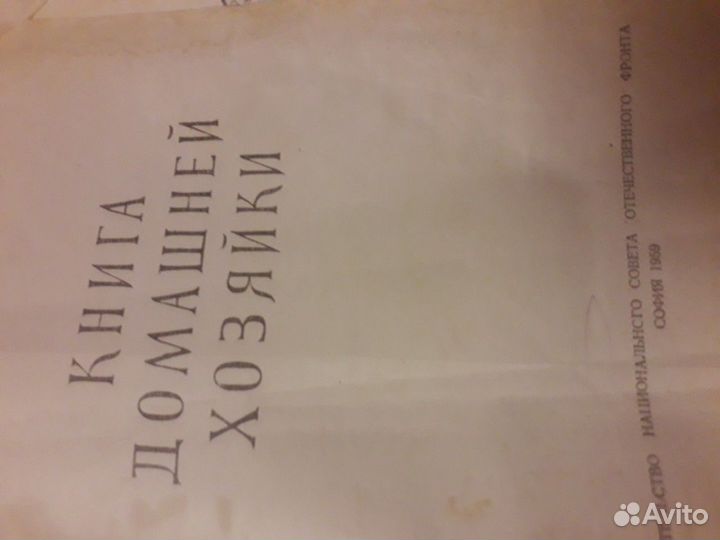 КНИГА
ДОМАШНЕЙ
ХОЗЯЙКИ
НАЦИОНАЛЬНОГО СОВЕТА ОТЕЧЕСТВЕННОГО ФРОНТА
СОФИЯ 1959
Avito